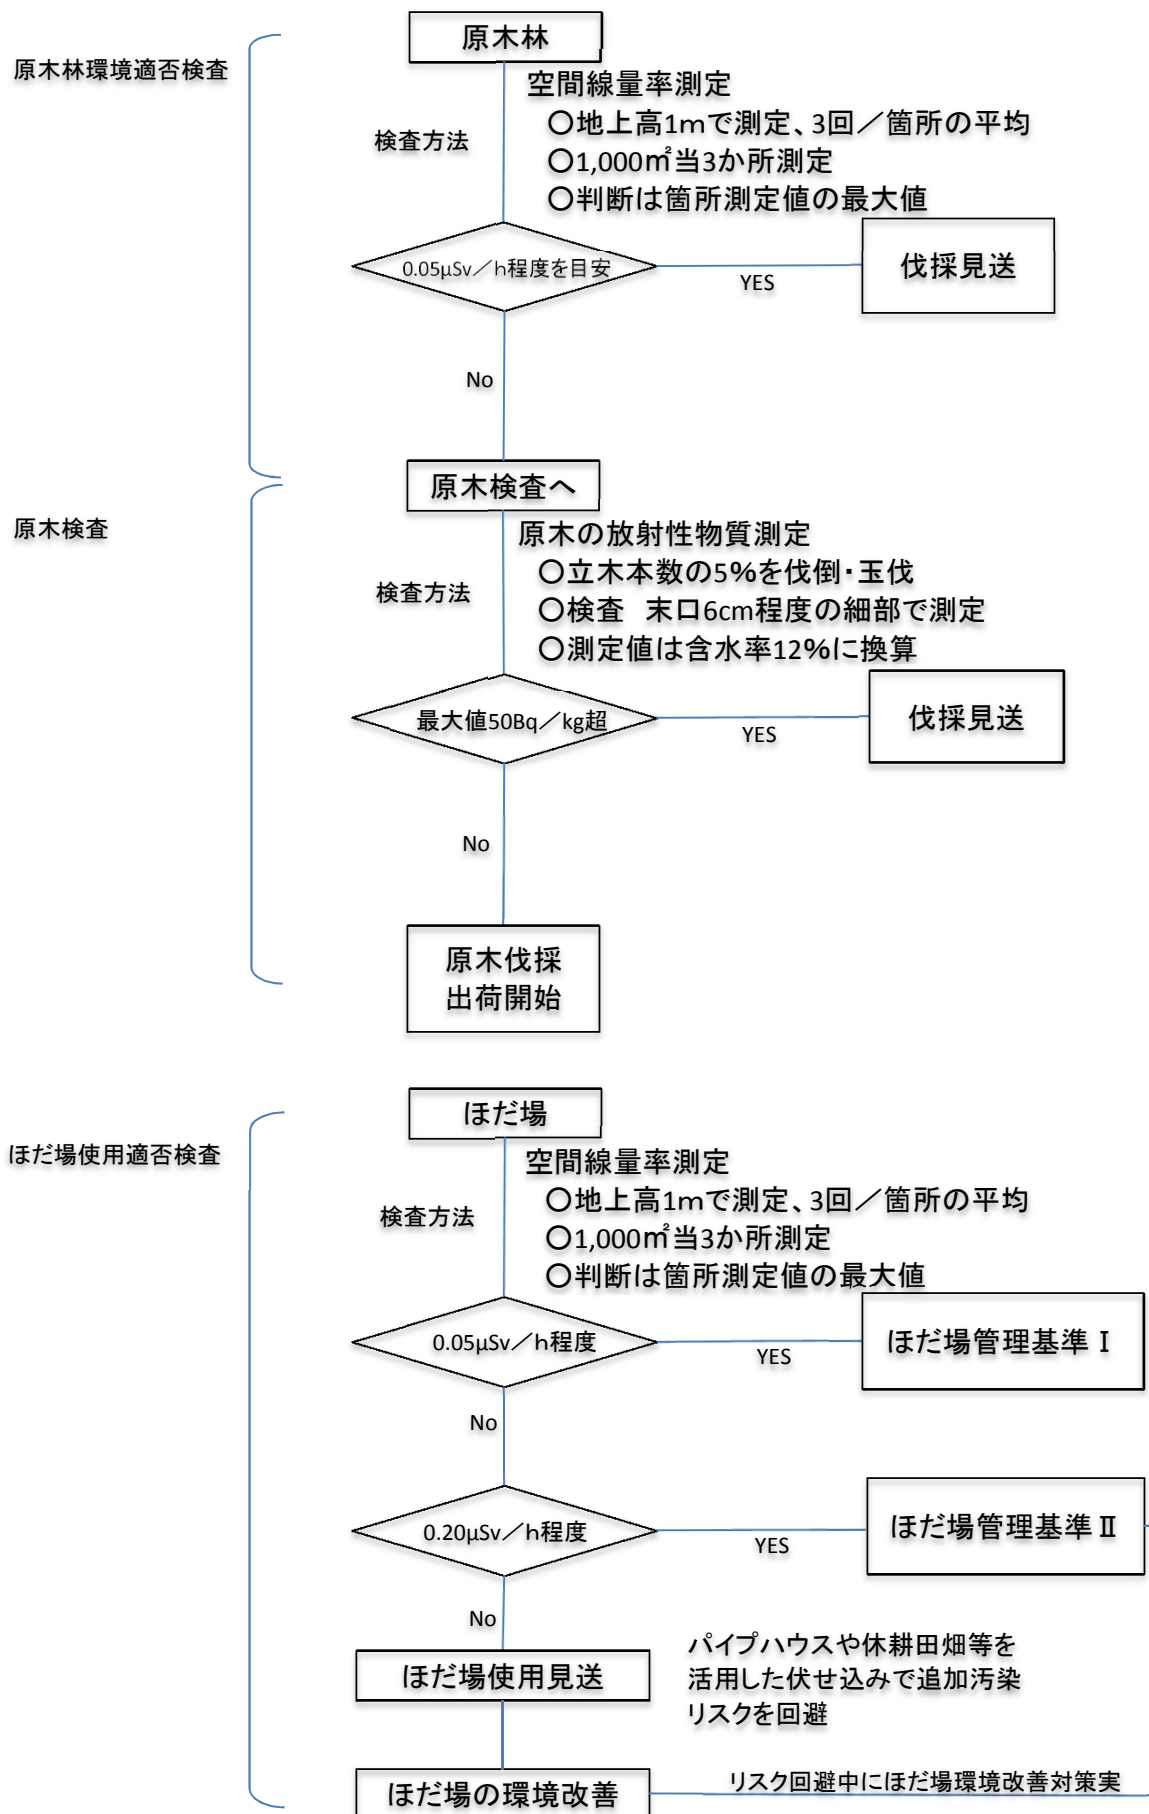 原木林
原木林環境適否検査
空間線量率測定
○地上高1mで測定、3回／箇所の平均
検査方法
○1,000㎡当3か所測定
○判断は箇所測定値の最大値
0.05μSv／h程度を目安
YES
伐採見送
No
原木検査へ
原木検査
原木の放射性物質測定
○立木本数の5%を伐倒・玉伐
検査方法
○検査　末口6cm程度の細部で測定
○測定値は含水率12%に換算
最大値50Bq／kg超
YES
伐採見送
No
原木伐採
出荷開始
ほだ場
ほだ場使用適否検査
空間線量率測定
○地上高1mで測定、3回／箇所の平均
検査方法
○1,000㎡当3か所測定
○判断は箇所測定値の最大値
0.05μSv／h程度
YES
ほだ場管理基準Ⅰ
No
0.20μSv／h程度
YES
ほだ場管理基準Ⅱ
No
ほだ場使用見送
パイプハウスや休耕田畑等を
活用した伏せ込みで追加汚染
リスクを回避
ほだ場の環境改善
リスク回避中にほだ場環境改善対策実